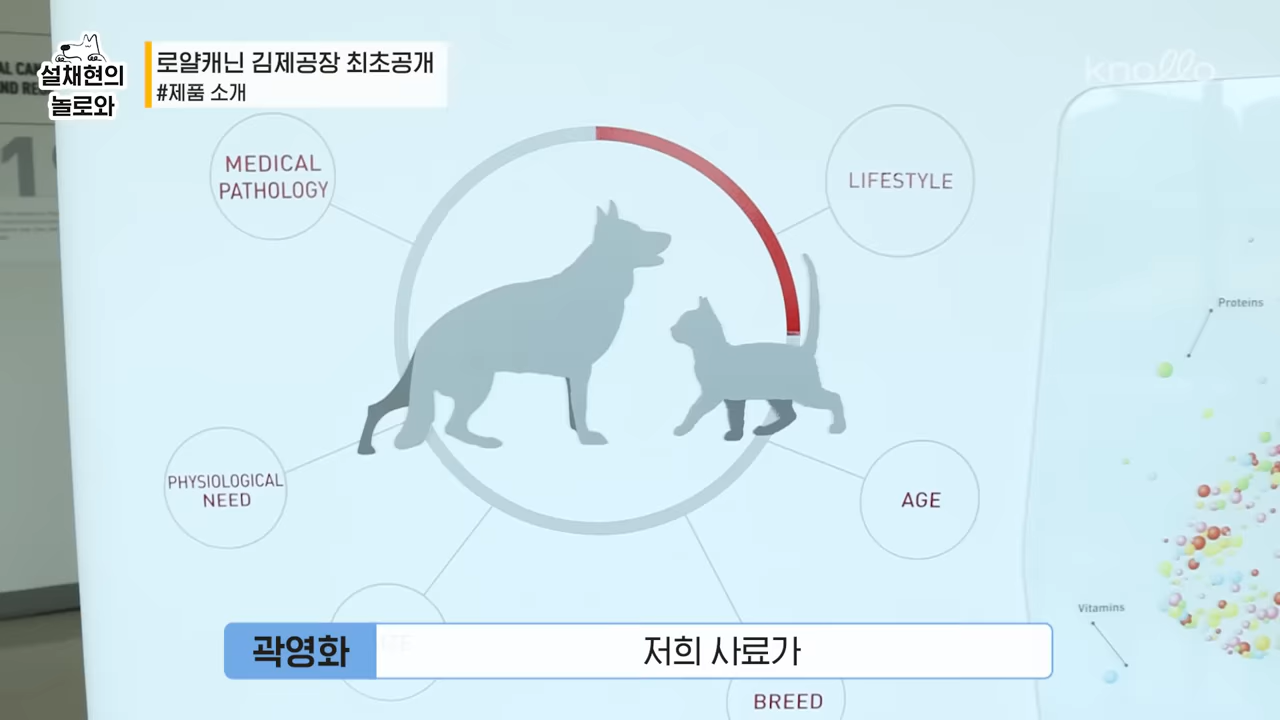 설채현의
놀로와
로얄캐닌 김제공장 최초공개
#제품 소개
knollo
MEDICAL
PATHOLOGY
LIFESTYLE
Proteins
PHYSIOLOGICAL
NEED
AGE
Vitamins
곽영화
저희 사료가
BREED